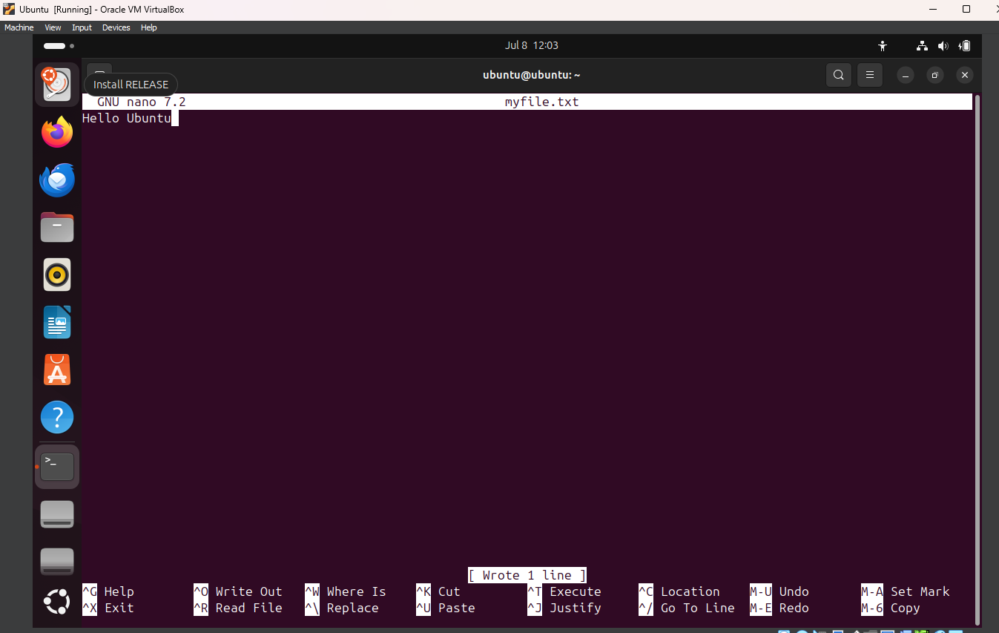 Ubuntu [Running] - Oracle VM VirtualBox
Machine View Input Devices Help
Jul 8 12:03
ubuntu@ubuntu: ~
Install RELEASE
GNU nano 7.2 myfile.txt
Hello Ubuntu
[ Wrote 1 line ]
^G Help ^O Write Out ^W Where Is ^K Cut ^T Execute ^C Location M-U Undo M-A Set Mark
^X Exit ^R Read File ^\ Replace ^U Paste ^J Justify ^/ Go To Line M-E Redo M-6 Copy